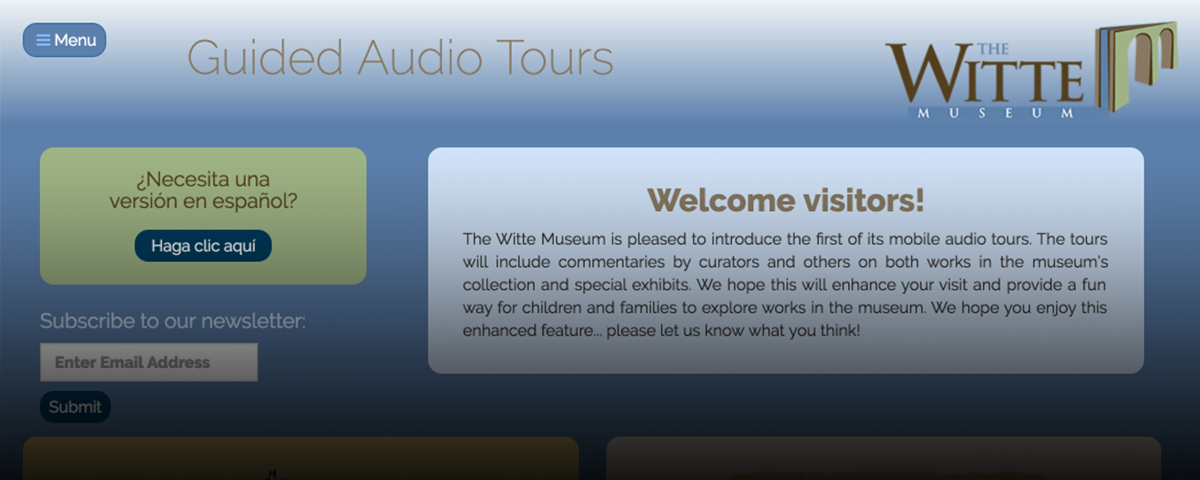 Menu
Guided Audio Tours
THE
WITTE
MUSEUM
¿Necesita una
versión en español?
Haga clic aquí
Subscribe to our newsletter:
Enter Email Address
Submit
Welcome visitors!
The Witte Museum is pleased to introduce the first of its mobile audio tours. The tours
will include commentaries by curators and others on both works in the museum's
collection and special exhibits. We hope this will enhance your visit and provide a fun
way for children and families to explore works in the museum. We hope you enjoy this
enhanced feature... please let us know what you think!